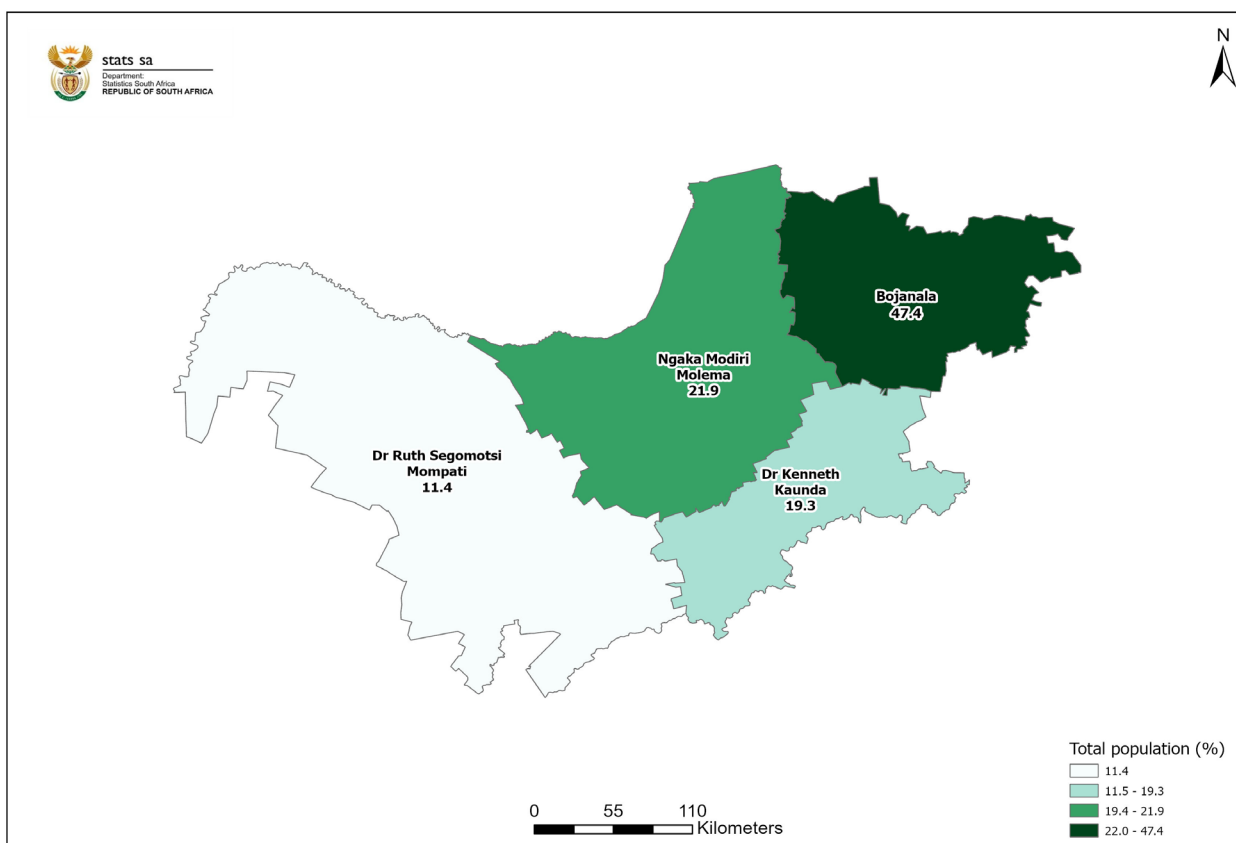 stats sa
Department:
Statistics South Africa
REPUBLIC OF SOUTH AFRICA
N
Bojanala
47.4
Ngaka Modiri
Molema
21.9
Dr Ruth Segomotsi
Mompati
11.4
Dr Kenneth
Kaunda
19.3
Total population (%)
11.4
11.5 - 19.3
19.4 - 21.9
22.0 - 47.4
0 55 110
Kilometers